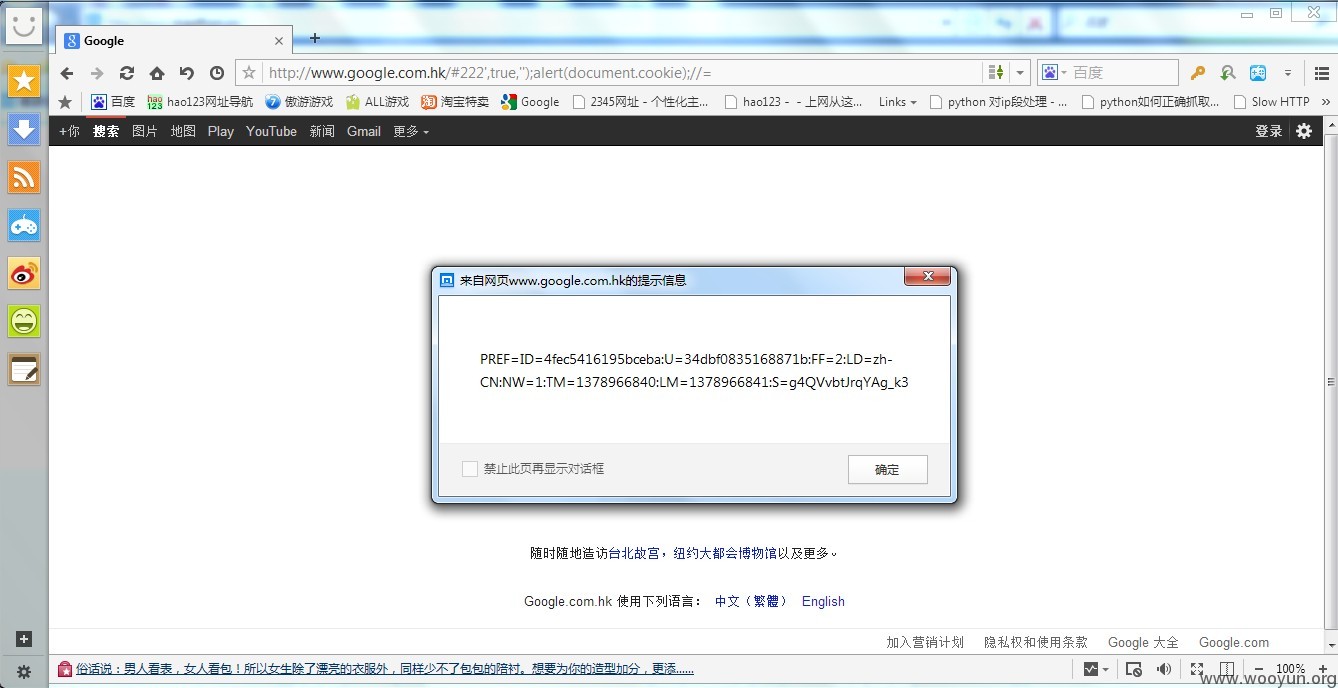 Google
http://www.google.com.hk/#222',true,'');alert(document.cookie);//=
百度
百度
hao123网址导航
傲游游戏
ALL游戏
淘宝特卖
Google
2345网址 - 个性化主...
hao123 - - 上网从这...
Links
python 对ip段处理 - ...
python如何正确抓取...
Slow HTTP
»
+你 搜索 图片 地图 Play YouTube 新闻 Gmail 更多
登录
来自网页www.google.com.hk的提示信息
PREF=ID=4fec5416195bceba:U=34dbf0835168871b:FF=2:LD=zh-
CN:NW=1:TM=1378966840:LM=1378966841:S=g4QVvbtJrqYAg_k3
禁止此页再显示对话框
确定
随时随地造访台北故宫，纽约大都会博物馆以及更多。
Google.com.hk 使用下列语言： 中文（繁體） English
加入营销计划 隐私权和使用条款 Google 大全 Google.com
俗话说：男人看表，女人看包！所以女生除了漂亮的衣服外，同样少不了包包的陪衬。想要为你的造型加分，更添......
100%
www.wooyun.org